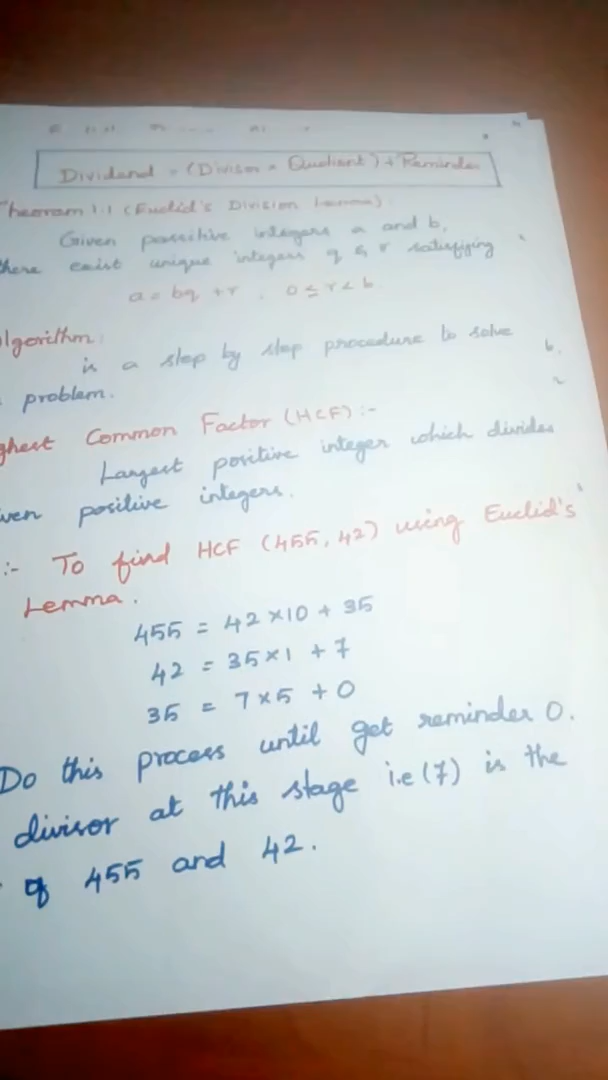 Dividend = (Divisor × Quotient) + Reminder
Theorem 1.1 (Euclid's Division Lemma)
Given possitive integers a and b,
there exist unique integers q & r satisfying
a = bq + r , 0 ≤ r < b.
lgorithm:
is a step by step procedure to solve
problem.
ghest Common Factor (HCF) :-
Largest positive integer which divides
ven positive integers.
:- To find HCF (455, 42) using Euclid's
Lemma.
455 = 42 × 10 + 35
42 = 35 × 1 + 7
35 = 7 × 5 + 0
Do this process until get reminder 0.
divisor at this stage i.e (7) is the
of 455 and 42.